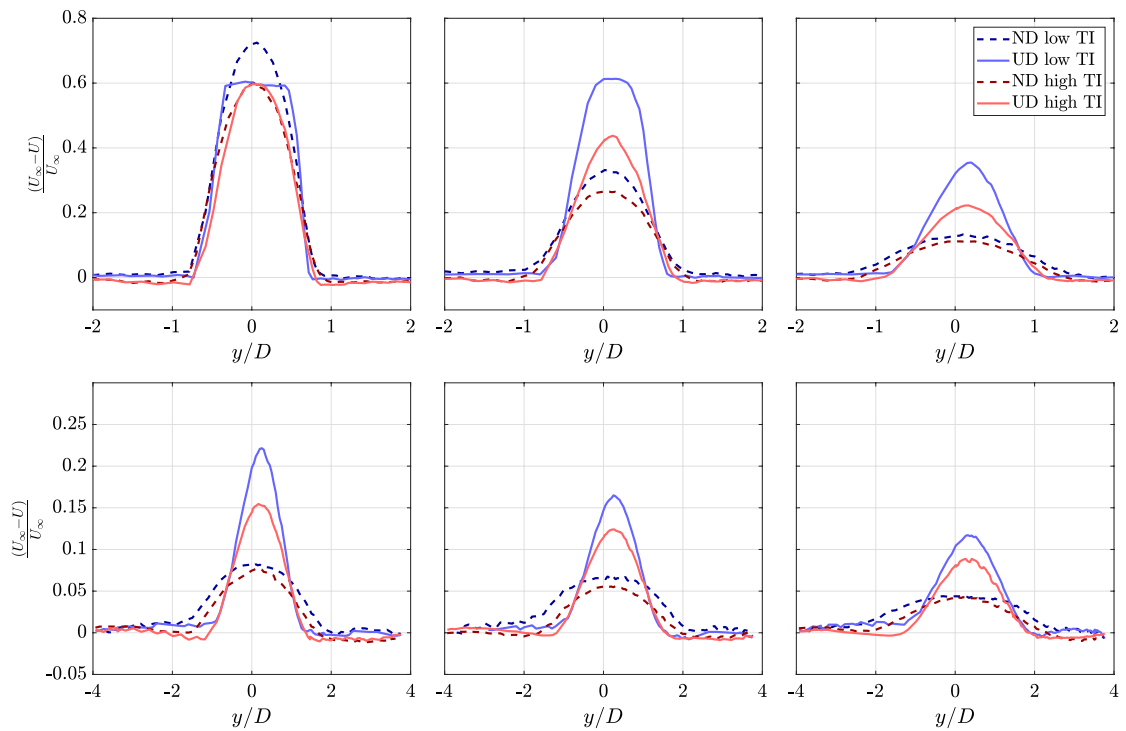 0.8
0.6
0.4
0.2
0
(U∞−U)
U∞
-2 -1 0 1 2
y/D
-2 -1 0 1 2
y/D
ND low TI
UD low TI
ND high TI
UD high TI
-2 -1 0 1 2
y/D
0.25
0.2
0.15
0.1
0.05
0
-0.05
(U∞−U)
U∞
-4 -2 0 2 4
y/D
-4 -2 0 2 4
y/D
-4 -2 0 2 4
y/D